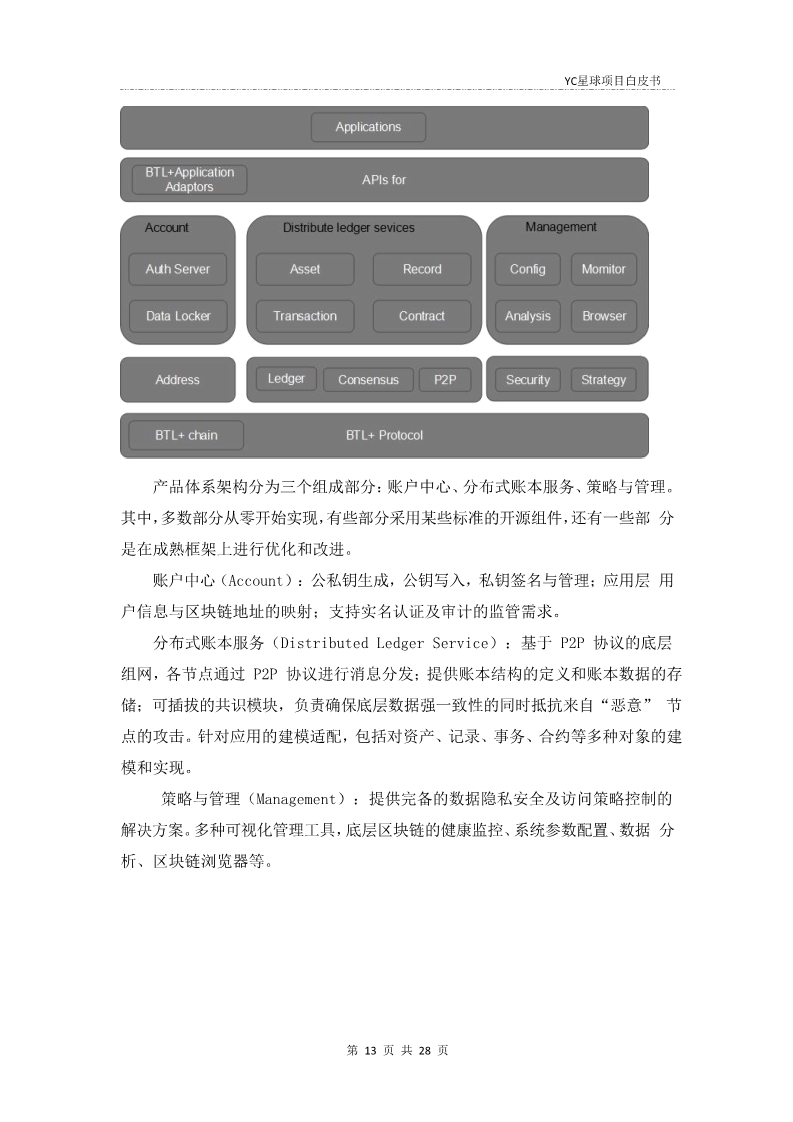 YC星球项目白皮书
Applications
BTL+Application
Adaptors
APIs for
Account
Distribute ledger sevices
Management
Auth Server
Asset
Record
Config
Momitor
Data Locker
Transaction
Contract
Analysis
Browser
Address
Ledger
Consensus
P2P
Security
Strategy
BTL+ chain
BTL+ Protocol
产品体系架构分为三个组成部分：账户中心、分布式账本服务、策略与管理。
其中，多数部分从零开始实现，有些部分采用某些标准的开源组件，还有一些部 分
是在成熟框架上进行优化和改进。
账户中心（Account）：公私钥生成，公钥写入，私钥签名与管理；应用层 用
户信息与区块链地址的映射；支持实名认证及审计的监管需求。
分布式账本服务（Distributed Ledger Service）：基于 P2P 协议的底层
组网，各节点通过 P2P 协议进行消息分发；提供账本结构的定义和账本数据的存
储；可插拔的共识模块，负责确保底层数据强一致性的同时抵抗来自“恶意” 节
点的攻击。针对应用的建模适配，包括对资产、记录、事务、合约等多种对象的建
模和实现。
策略与管理（Management）：提供完备的数据隐私安全及访问策略控制的
解决方案。多种可视化管理工具，底层区块链的健康监控、系统参数配置、数据 分
析、区块链浏览器等。
第 13 页 共 28 页